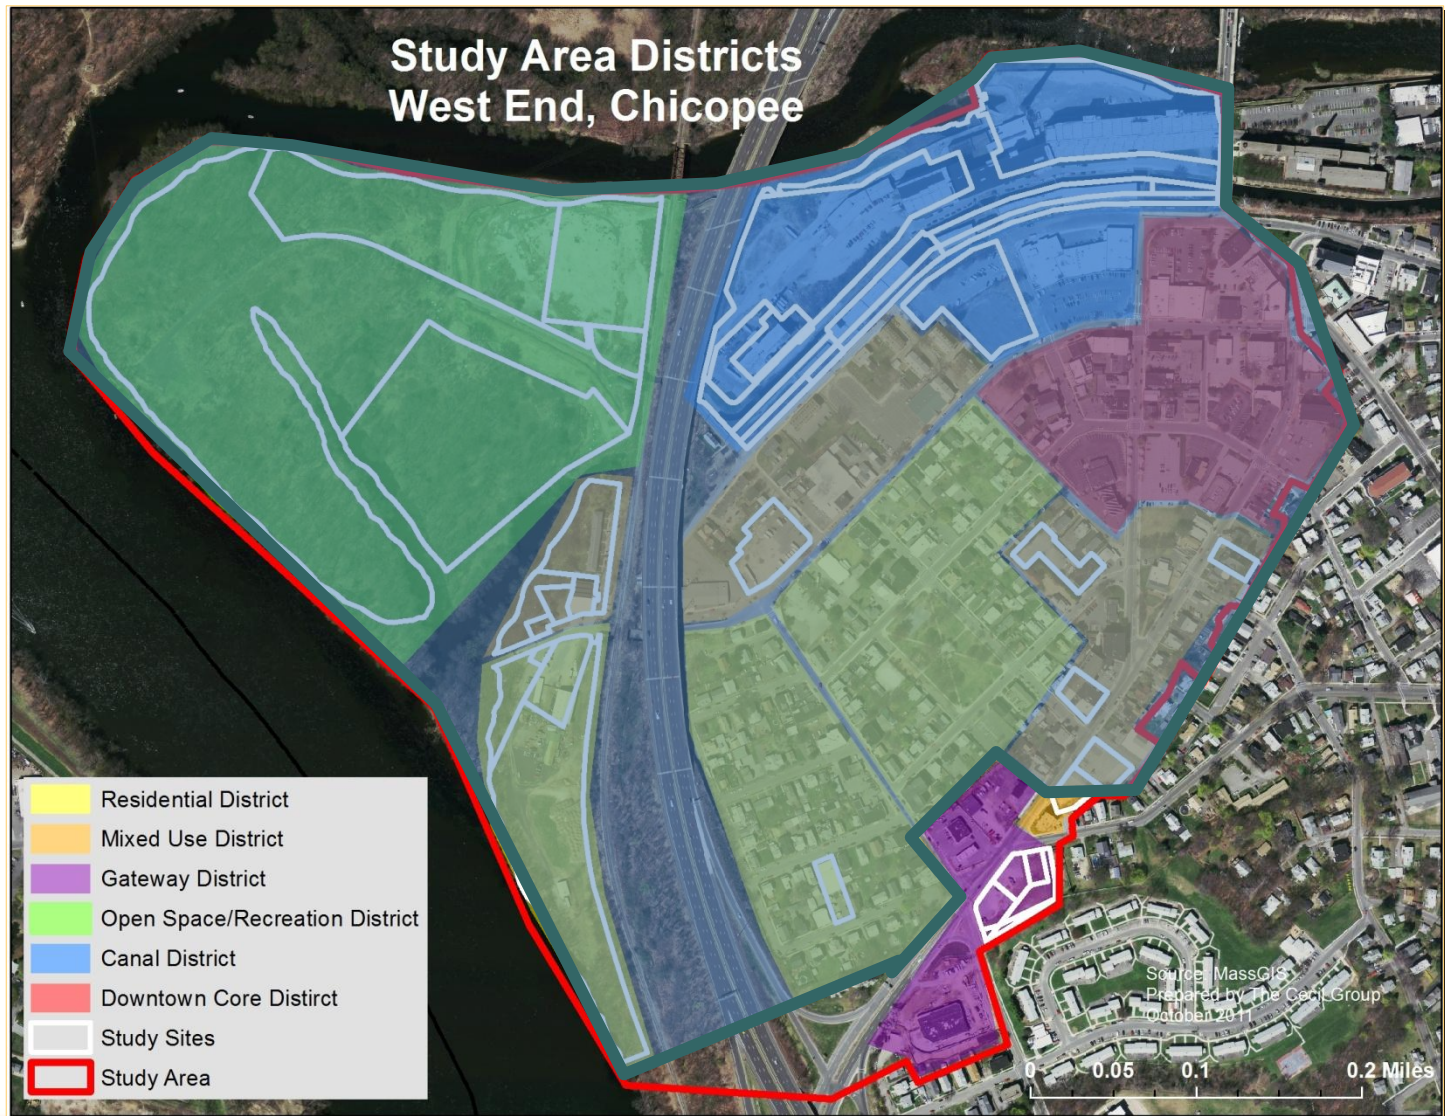 Study Area Districts
West End, Chicopee
Residential District
Mixed Use District
Gateway District
Open Space/Recreation District
Canal District
Downtown Core Distirct
Study Sites
Study Area
Source: MassGIS
Prepared by The Cecil Group
October 2011
0 0.05 0.1 0.2 Miles